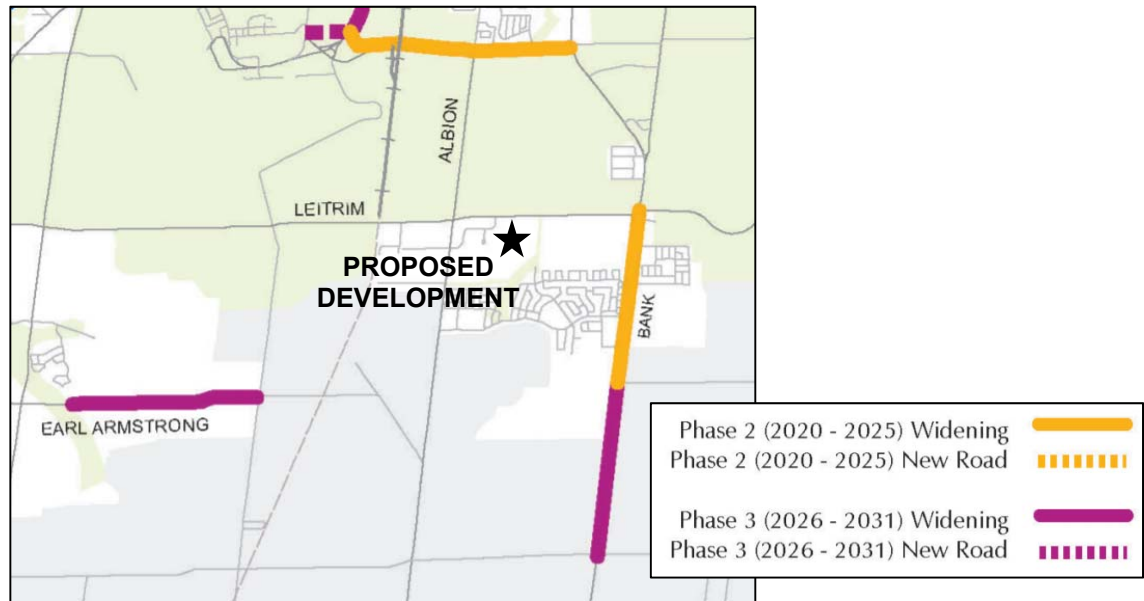 ALBION
LEITRIM
PROPOSED
DEVELOPMENT
BANK
EARL ARMSTRONG
Phase 2 (2020 - 2025) Widening
Phase 2 (2020 - 2025) New Road
Phase 3 (2026 - 2031) Widening
Phase 3 (2026 - 2031) New Road